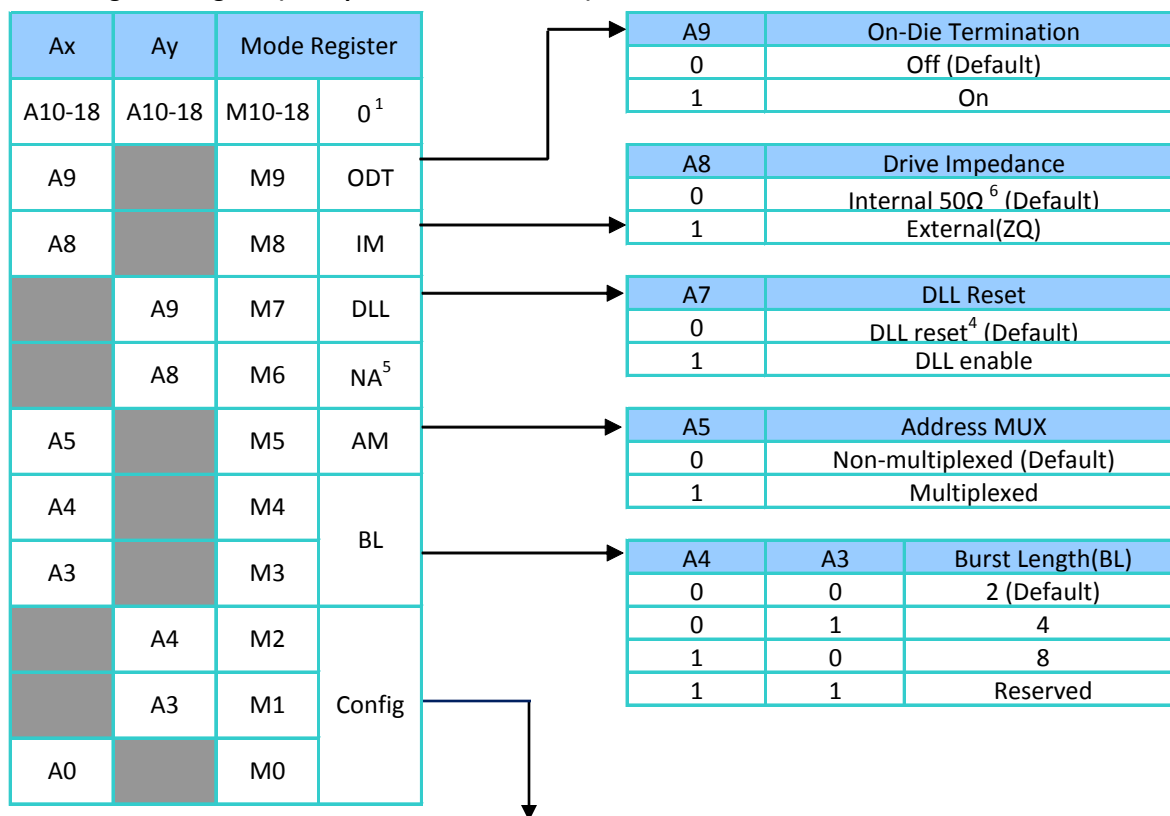 Ax Ay Mode Register
A10-18 A10-18 M10-18 0¹
A9 M9 ODT
A8 M8 IM
A9 M7 DLL
A8 M6 NA⁵
A5 M5 AM
A4 M4
BL
A3 M3
A4 M2
A3 M1 Config
A0 M0
A9 On-Die Termination
0 Off (Default)
1 On
A8 Drive Impedance
0 Internal 50Ω ⁶ (Default)
1 External(ZQ)
A7 DLL Reset
0 DLL reset⁴ (Default)
1 DLL enable
A5 Address MUX
0 Non-multiplexed (Default)
1 Multiplexed
A4 A3 Burst Length(BL)
0 0 2 (Default)
0 1 4
1 0 8
1 1 Reserved